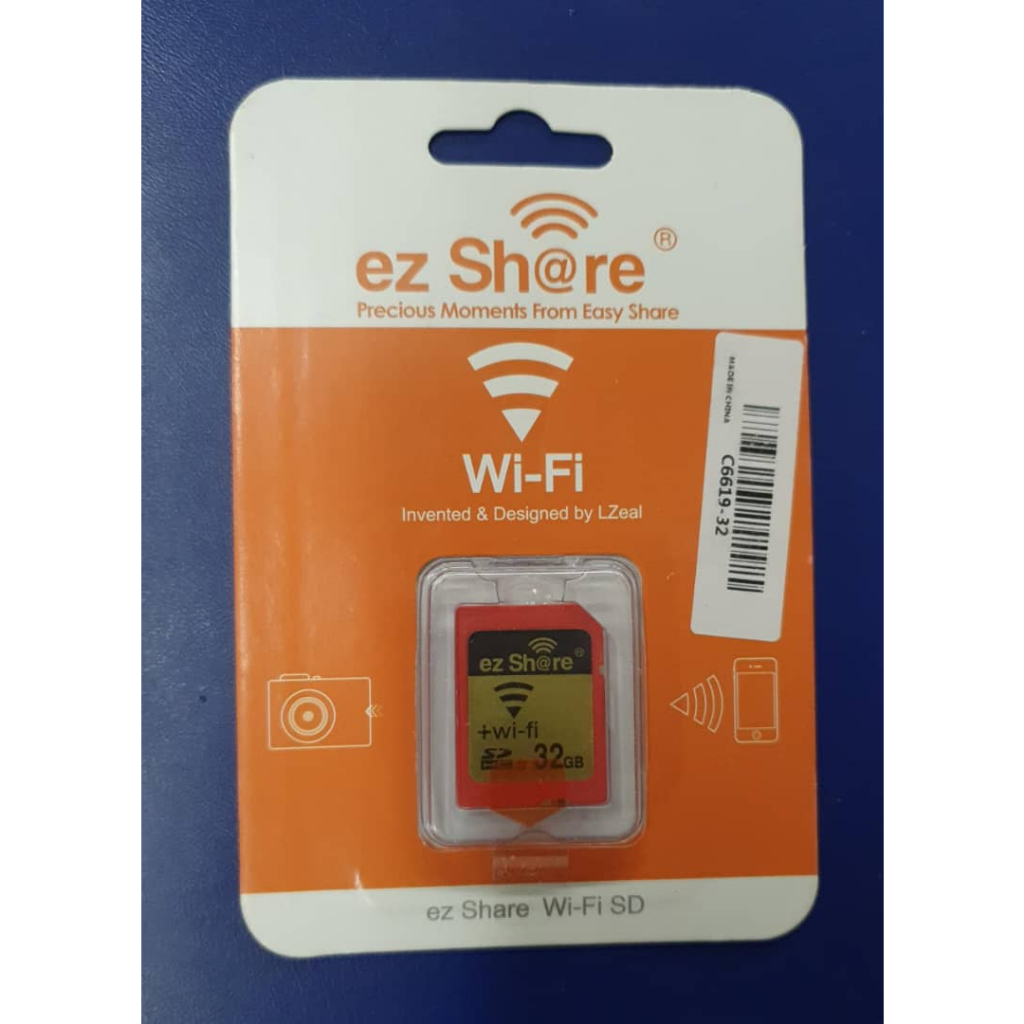 ez Sh@re ®
Precious Moments From Easy Share
Wi-Fi
Invented & Designed by LZeal
MADE IN CHINA
C6619-32
ez Sh@re ®
+wi-fi
SD
32GB
ez Share Wi-Fi SD